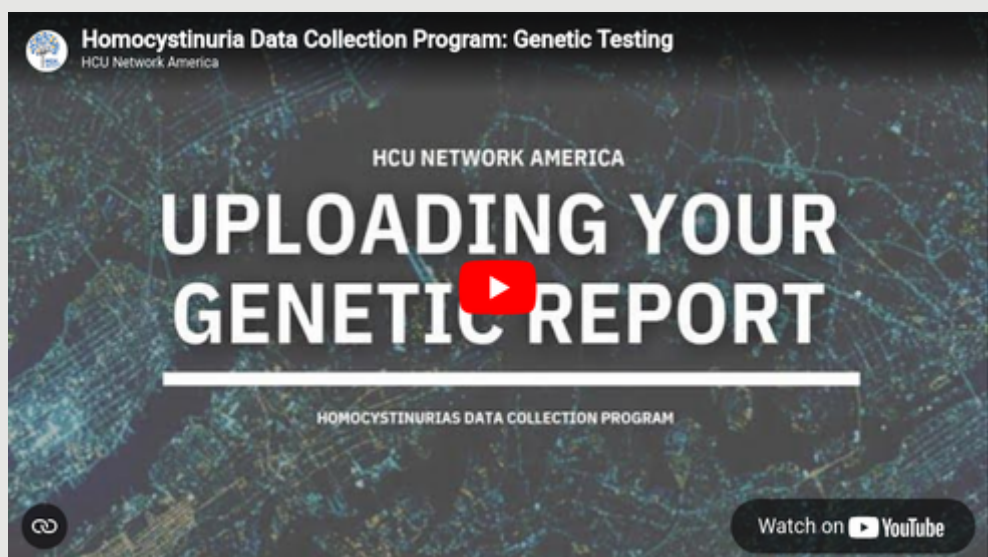 Homocystinuria Data Collection Program: Genetic Testing
HCU Network America
HCU NETWORK AMERICA
UPLOADING YOUR
GENETIC REPORT
HOMOCYSTINURIAS DATA COLLECTION PROGRAM
Watch on YouTube